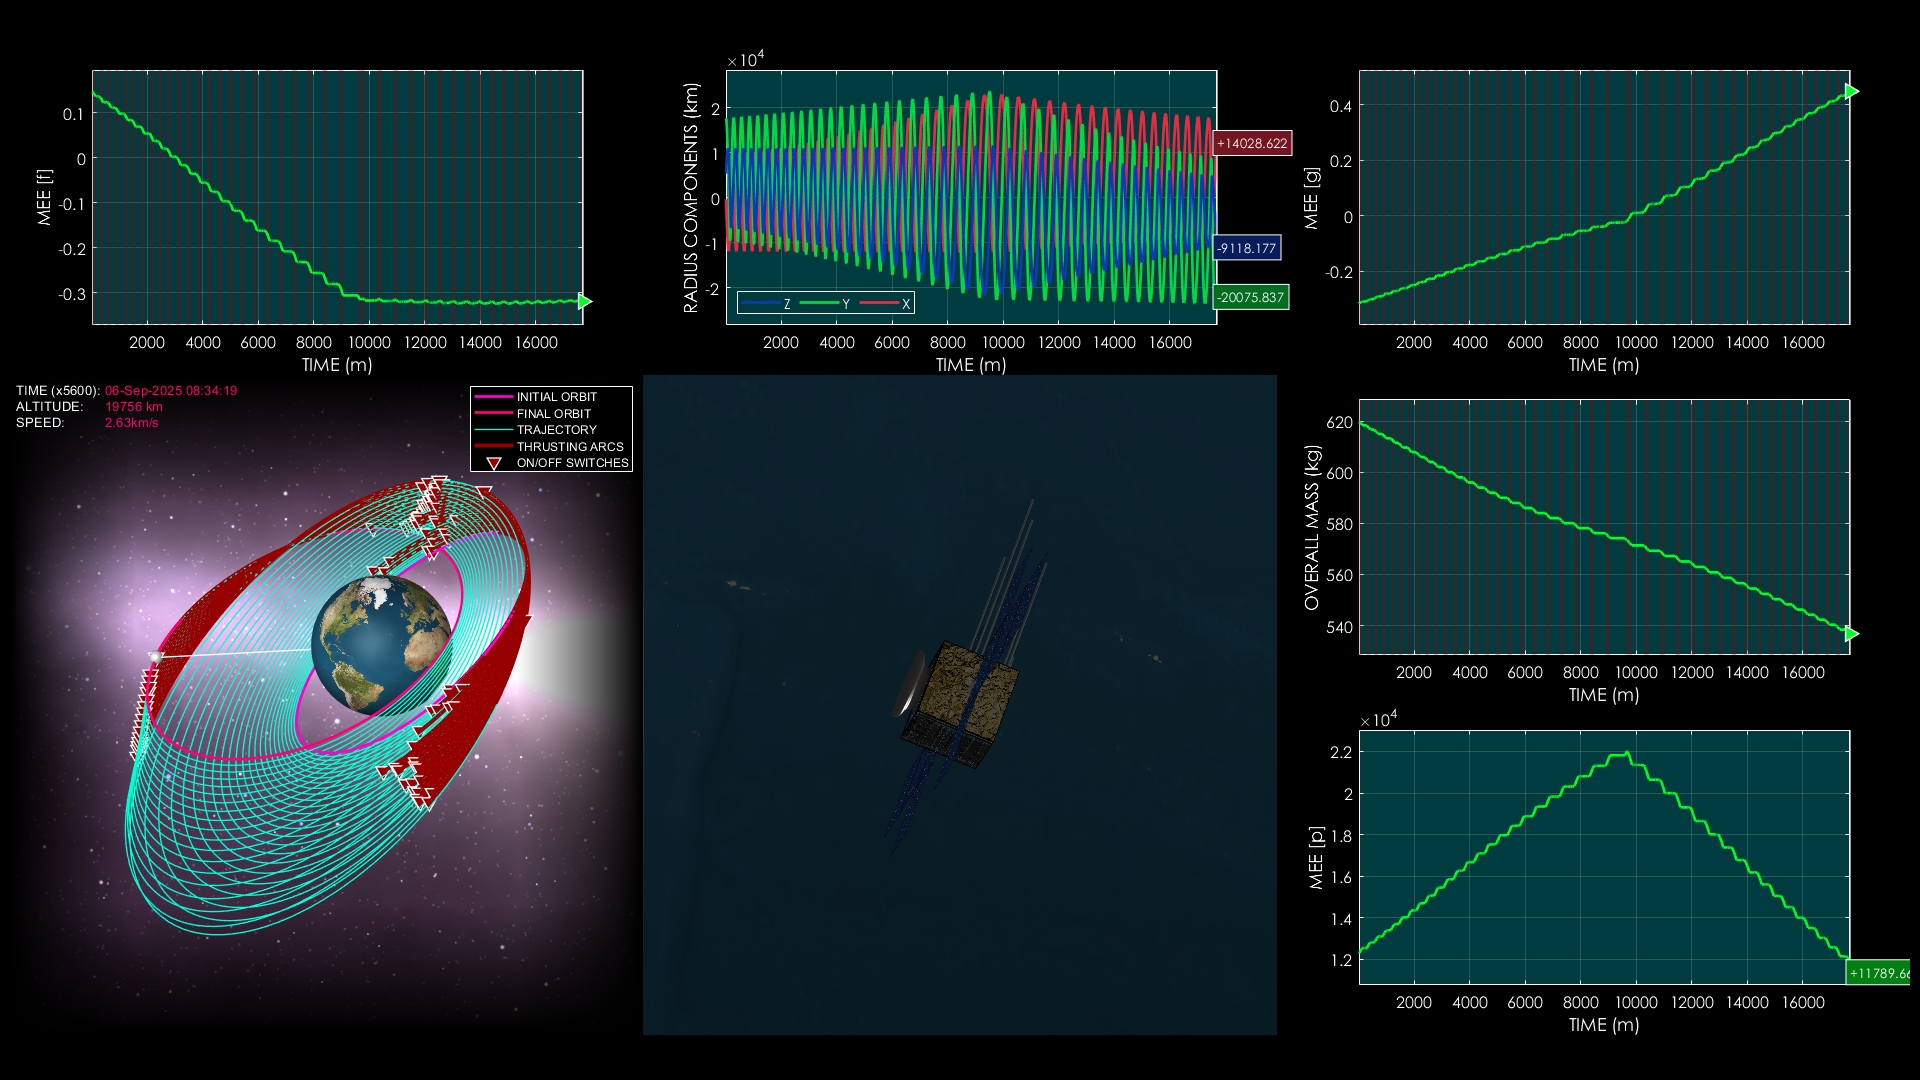 MEE [f]
0.1
0
-0.1
-0.2
-0.3
2000 4000 6000 8000 10000 12000 14000 16000
TIME (m)
×10⁴
RADIUS COMPONENTS (km)
2
1
0
-1
-2
Z Y X
+14028.622
-9118.177
-20075.837
2000 4000 6000 8000 10000 12000 14000 16000
TIME (m)
MEE [g]
0.4
0.2
0
-0.2
2000 4000 6000 8000 10000 12000 14000 16000
TIME (m)
TIME (x5600): 06-Sep-2025 08:34:19
ALTITUDE: 19756 km
SPEED: 2.63km/s
INITIAL ORBIT
FINAL ORBIT
TRAJECTORY
THRUSTING ARCS
ON/OFF SWITCHES
OVERALL MASS (kg)
620
600
580
560
540
2000 4000 6000 8000 10000 12000 14000 16000
TIME (m)
×10⁴
MEE [p]
2.2
2
1.8
1.6
1.4
1.2
+11789.66
2000 4000 6000 8000 10000 12000 14000 16000
TIME (m)